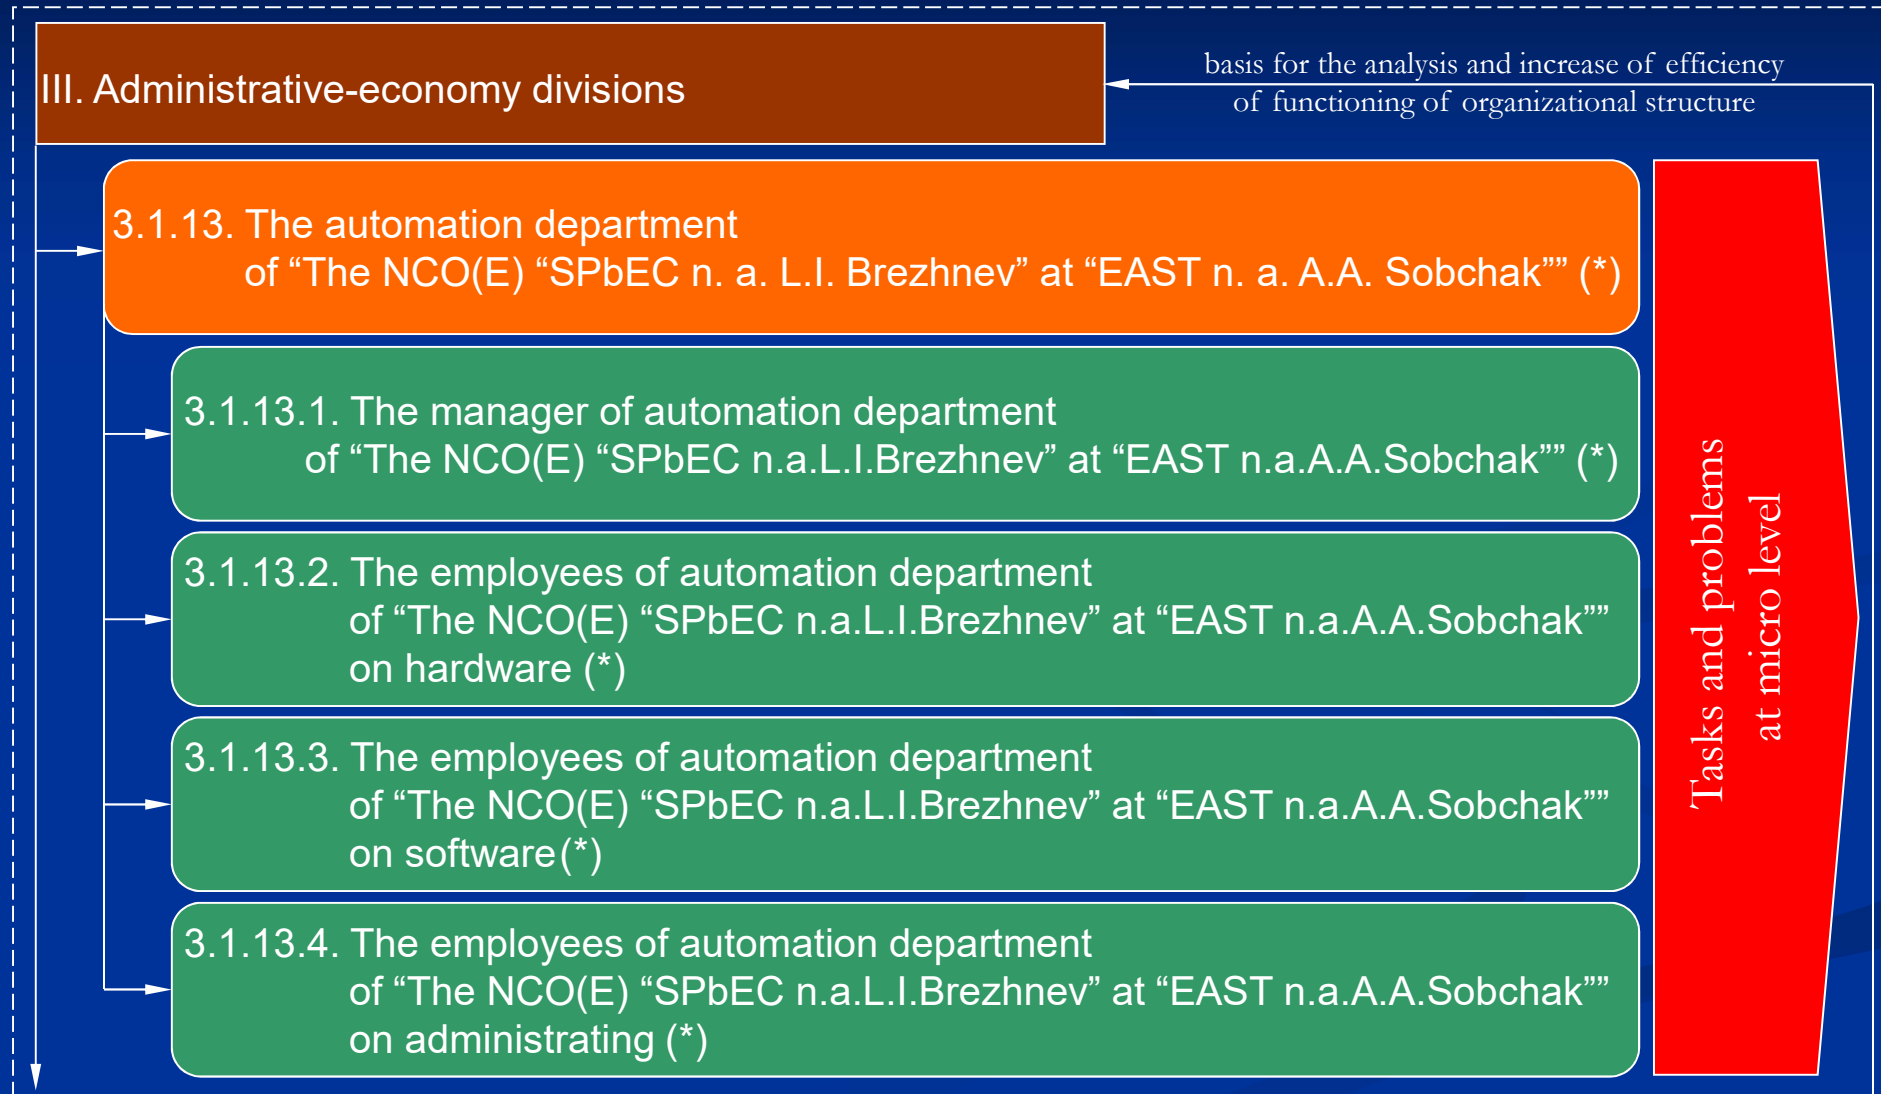 III. Administrative-economy divisions
basis for the analysis and increase of efficiency
of functioning of organizational structure
3.1.13. The automation department
of “The NCO(E) “SPbEC n. a. L.I. Brezhnev” at “EAST n. a. A.A. Sobchak”” (*)
3.1.13.1. The manager of automation department
of “The NCO(E) “SPbEC n.a.L.I.Brezhnev” at “EAST n.a.A.A.Sobchak”” (*)
3.1.13.2. The employees of automation department
of “The NCO(E) “SPbEC n.a.L.I.Brezhnev” at “EAST n.a.A.A.Sobchak””
on hardware (*)
3.1.13.3. The employees of automation department
of “The NCO(E) “SPbEC n.a.L.I.Brezhnev” at “EAST n.a.A.A.Sobchak””
on software (*)
3.1.13.4. The employees of automation department
of “The NCO(E) “SPbEC n.a.L.I.Brezhnev” at “EAST n.a.A.A.Sobchak””
on administrating (*)
Tasks and problems
at micro level